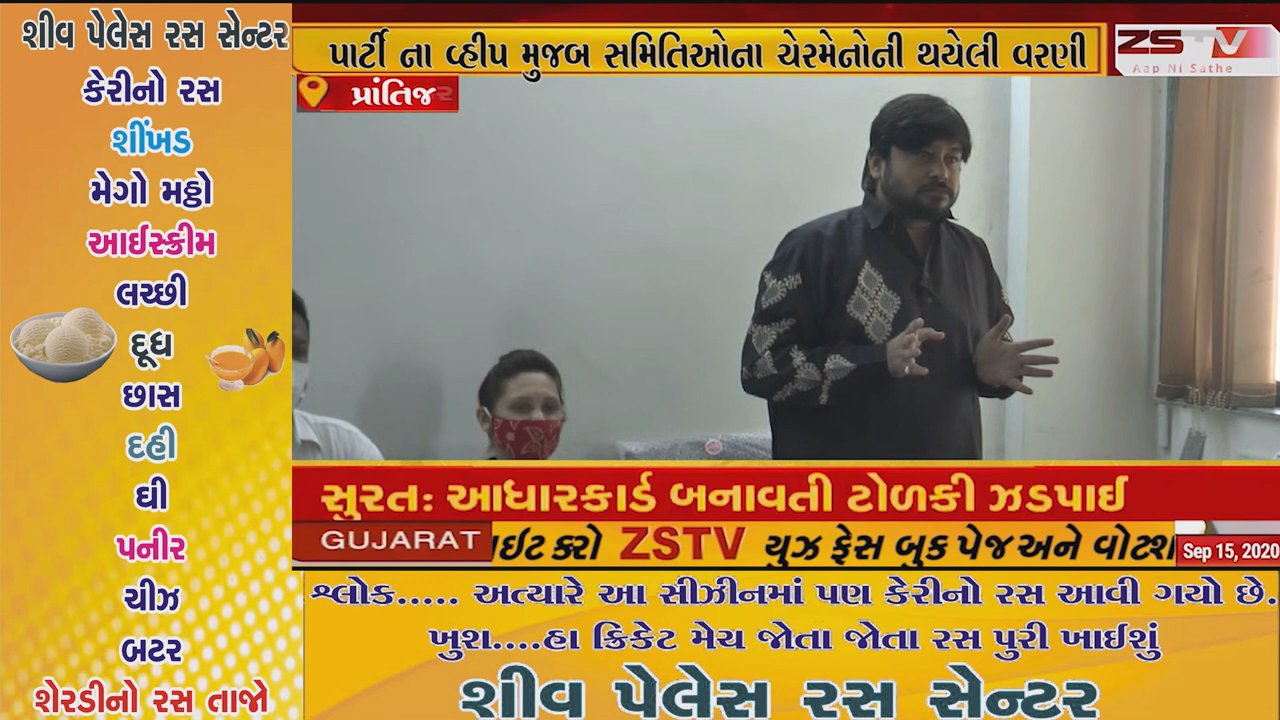 શીવ પેલેસ રસ સેન્ટર
કેરીનો રસ
શીંખડ
મેગો મઠ્ઠો
આઈસ્ક્રીમ
લચ્છી
દૂધ
છાસ
દહી
ઘી
પનીર
ચીઝ
બટર
શેરડીનો રસ તાજો
પાર્ટી ના વ્હીપ મુજબ સમિતિઓના ચેરમેનોની થયેલી વરણી
ZSTV
Aap Ni Sathe
પ્રાંતિજ
સુરત: આધારકાર્ડ બનાવતી ટોળકી ઝડપાઈ
GUJARAT
કરો ZSTV યુઝ ફેસ બુક પેજ અને
Sep 15, 2020
શ્લોક..... અત્યારે આ સીઝીનમાં પણ કેરીનો રસ આવી ગયો છે.
ખુશ....હા ક્રિકેટ મેચ જોતા જોતા રસ પુરી ખાઈશું
શીવ પેલેસ રસ સેન્ટર